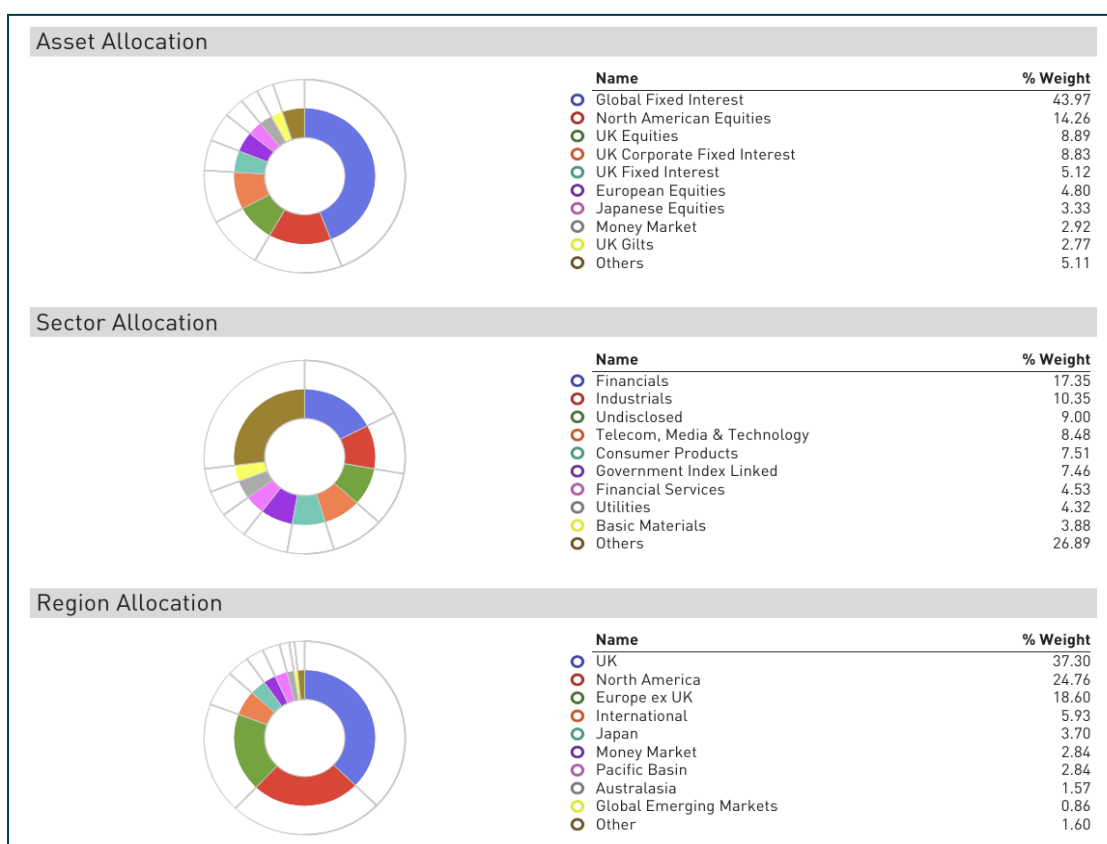 Asset Allocation
Name % Weight
Global Fixed Interest 43.97
North American Equities 14.26
UK Equities 8.89
UK Corporate Fixed Interest 8.83
UK Fixed Interest 5.12
European Equities 4.80
Japanese Equities 3.33
Money Market 2.92
UK Gilts 2.77
Others 5.11
Sector Allocation
Name % Weight
Financials 17.35
Industrials 10.35
Undisclosed 9.00
Telecom, Media & Technology 8.48
Consumer Products 7.51
Government Index Linked 7.46
Financial Services 4.53
Utilities 4.32
Basic Materials 3.88
Others 26.89
Region Allocation
Name % Weight
UK 37.30
North America 24.76
Europe ex UK 18.60
International 5.93
Japan 3.70
Money Market 2.84
Pacific Basin 2.84
Australasia 1.57
Global Emerging Markets 0.86
Other 1.60